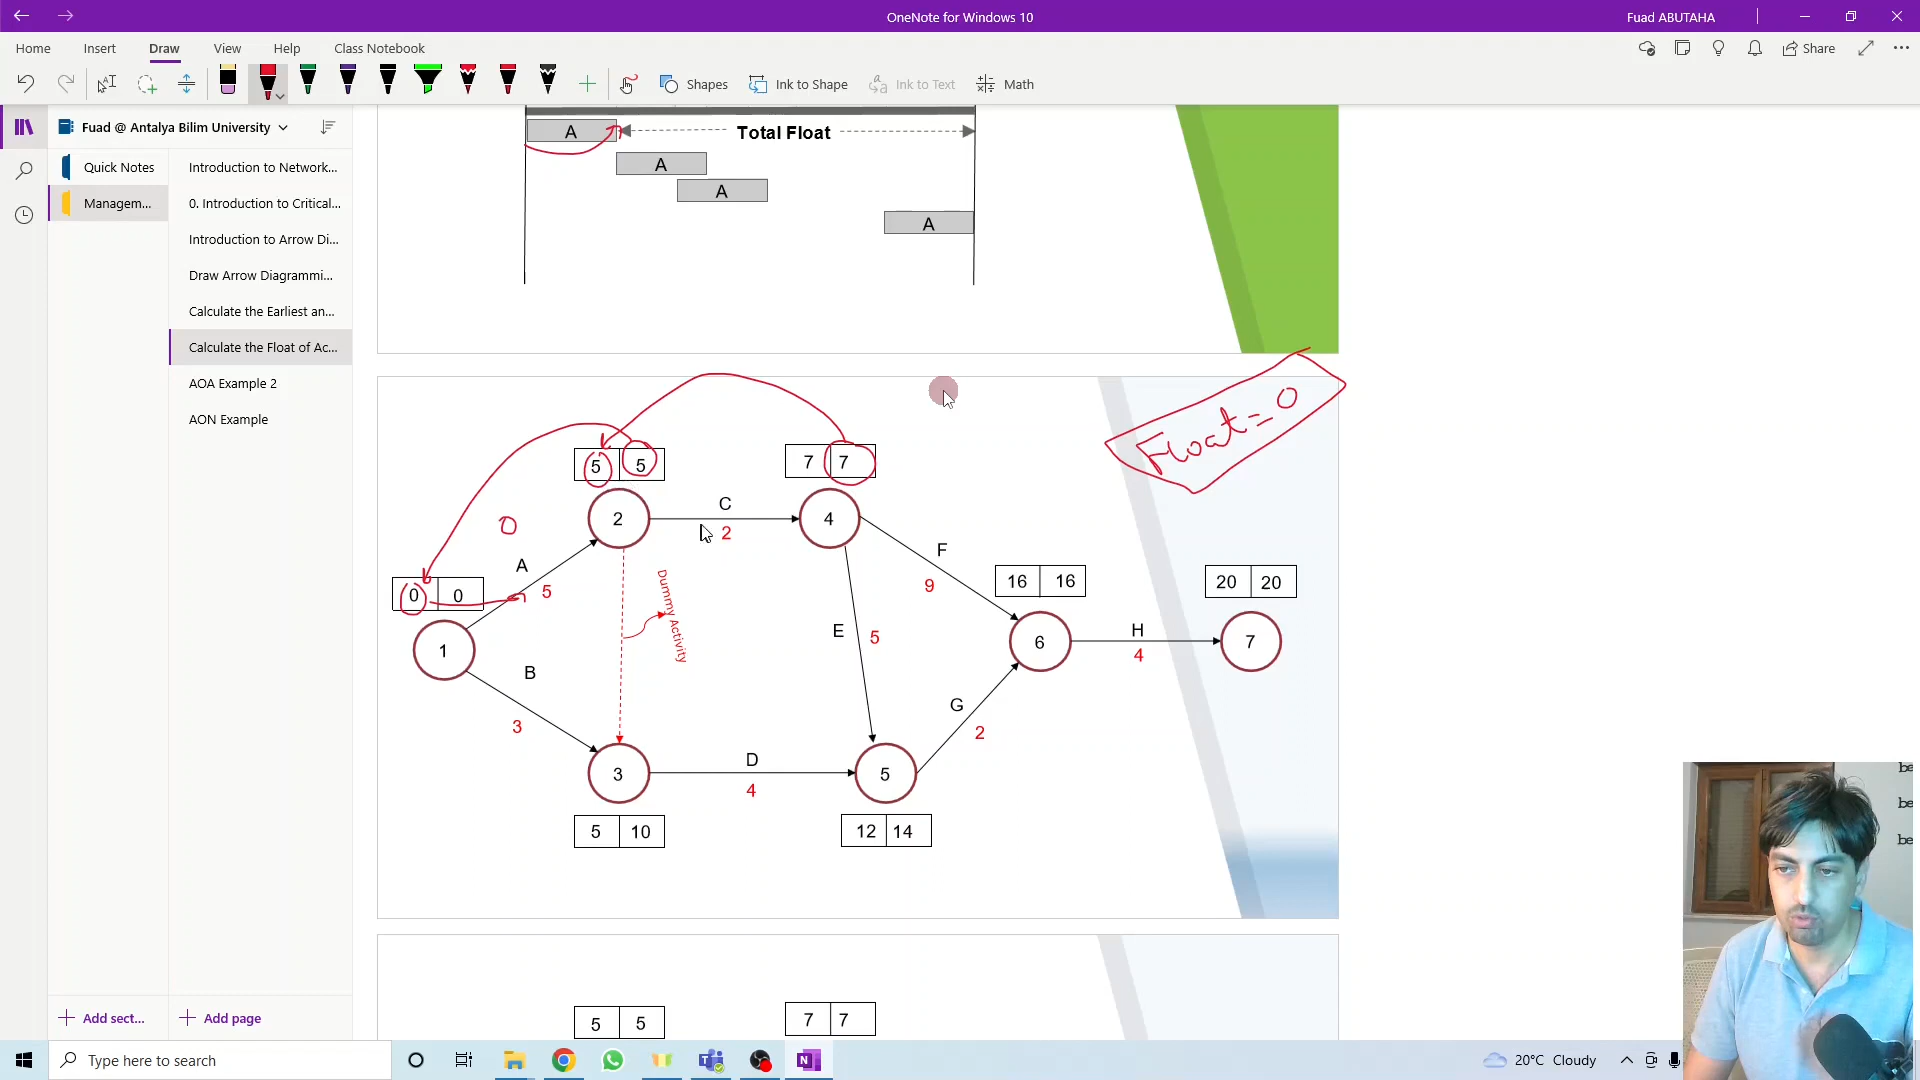 OneNote for Windows 10
Fuad ABUTAHA
Home
Insert
Draw
View
Help
Class Notebook
Share
Shapes
Ink to Shape
Ink to Text
Math
Fuad @ Antalya Bilim University
Quick Notes
Managem...
Introduction to Network...
0. Introduction to Critical...
Introduction to Arrow Di...
Draw Arrow Diagrammi...
Calculate the Earliest an...
Calculate the Float of Ac...
AOA Example 2
AON Example
A
Total Float
A
A
A
Float = 0
5 5
7 7
2
C
2
4
0
A
5
0 0
1
Dummy Activity
F
9
16 16
20 20
E
5
6
H
4
7
B
3
G
2
3
D
4
5
5 10
12 14
5 5
7 7
be
be
be
Add sect...
Add page
Type here to search
20°C Cloudy